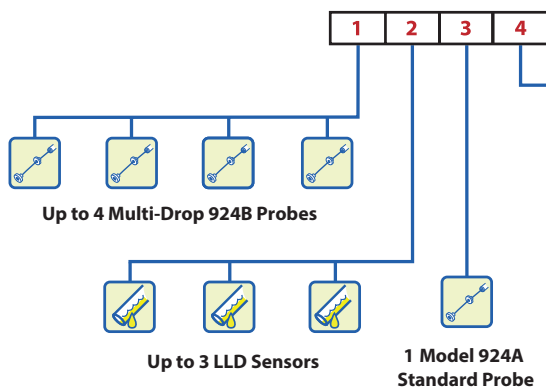 1 2 3 4
Up to 4 Multi-Drop 924B Probes
Up to 3 LLD Sensors
1 Model 924A
Standard Probe